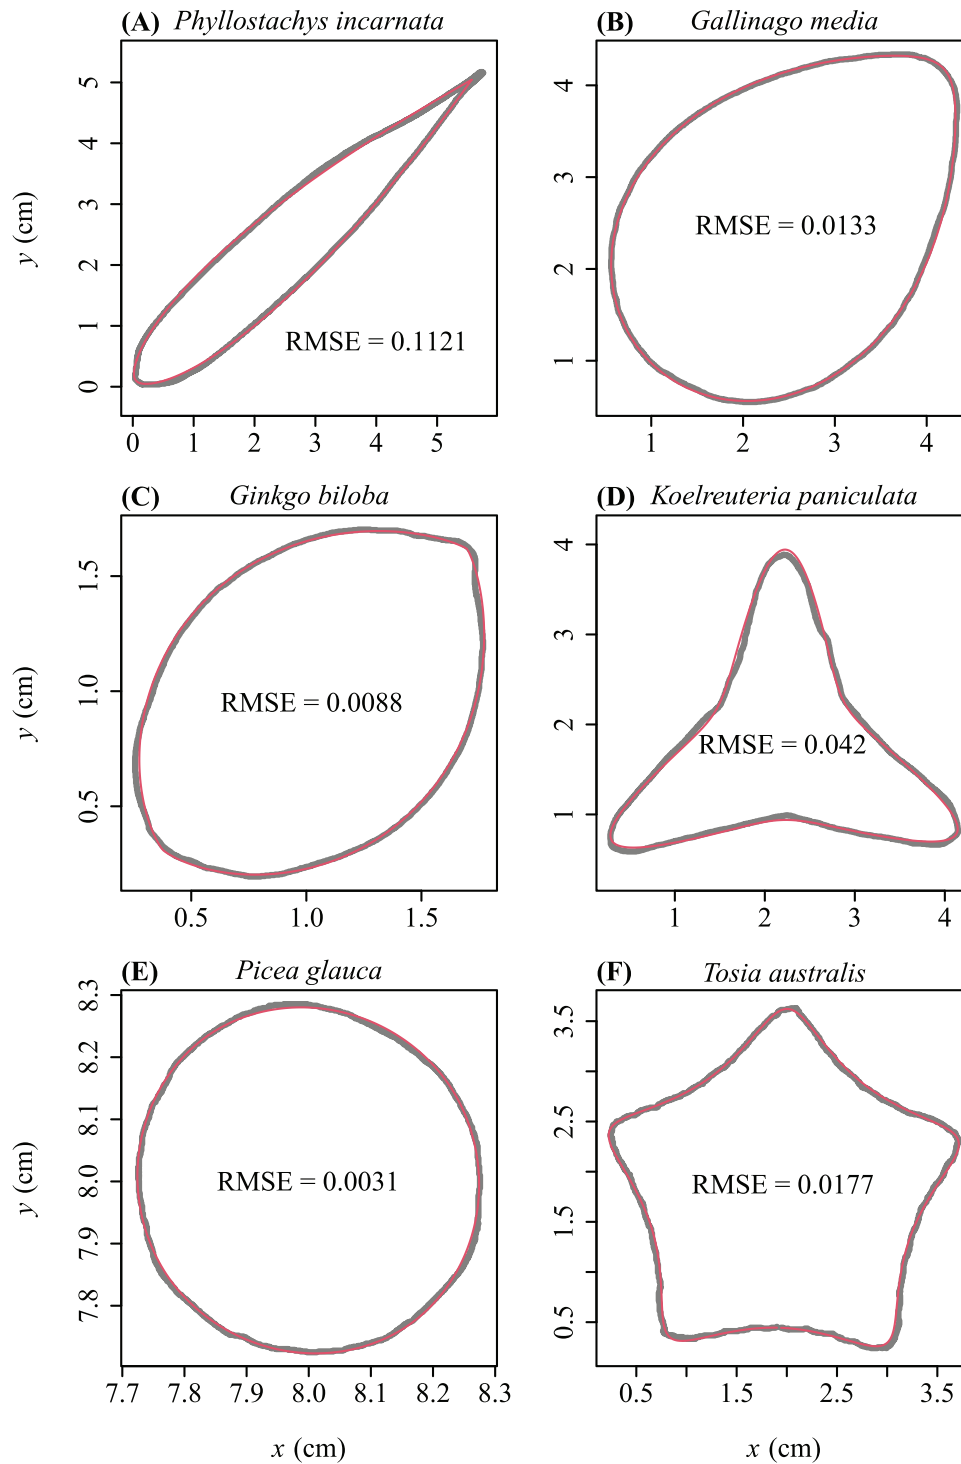 (A) Phyllostachys incarnata
y (cm)
5
4
3
2
1
0
RMSE = 0.1121
0 1 2 3 4 5
(B) Gallinago media
4
3
2
1
RMSE = 0.0133
1 2 3 4
(C) Ginkgo biloba
y (cm)
1.5
1.0
0.5
RMSE = 0.0088
0.5 1.0 1.5
(D) Koelreuteria paniculata
4
3
2
1
RMSE = 0.042
1 2 3 4
(E) Picea glauca
y (cm)
8.3
8.2
8.1
8.0
7.9
7.8
RMSE = 0.0031
7.7 7.8 7.9 8.0 8.1 8.2 8.3
x (cm)
(F) Tosia australis
3.5
2.5
1.5
0.5
RMSE = 0.0177
0.5 1.5 2.5 3.5
x (cm)